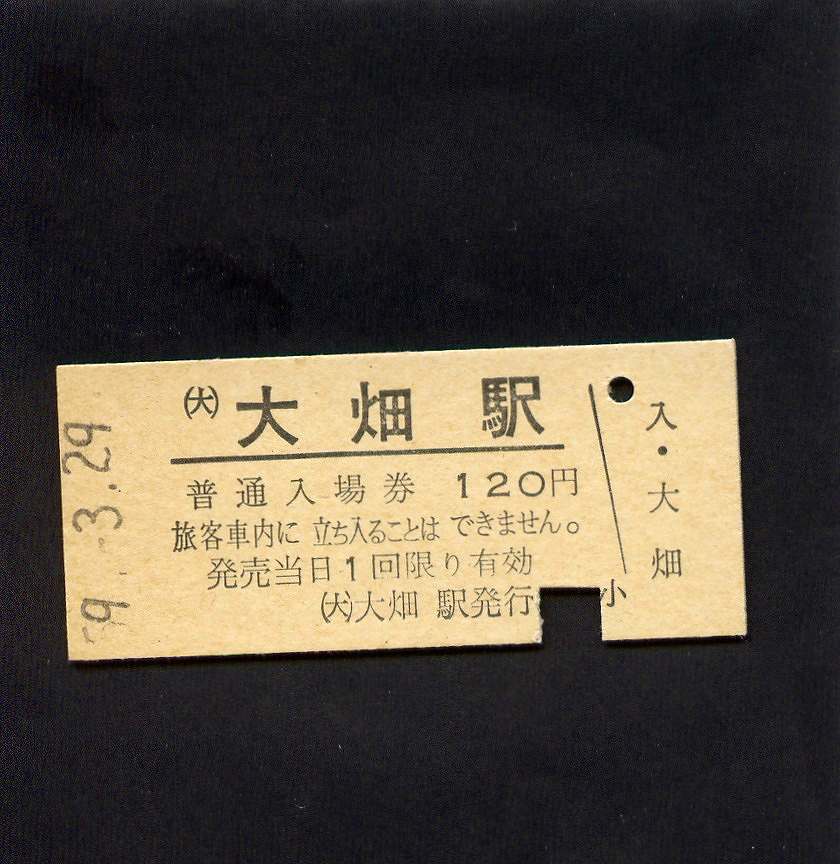 ㊅大畑駅
普通入場券 120円
旅客車内に立ち入ることはできません。
発売当日1回限り有効
(大)大畑駅発行
小
入・大畑
59.-3.29